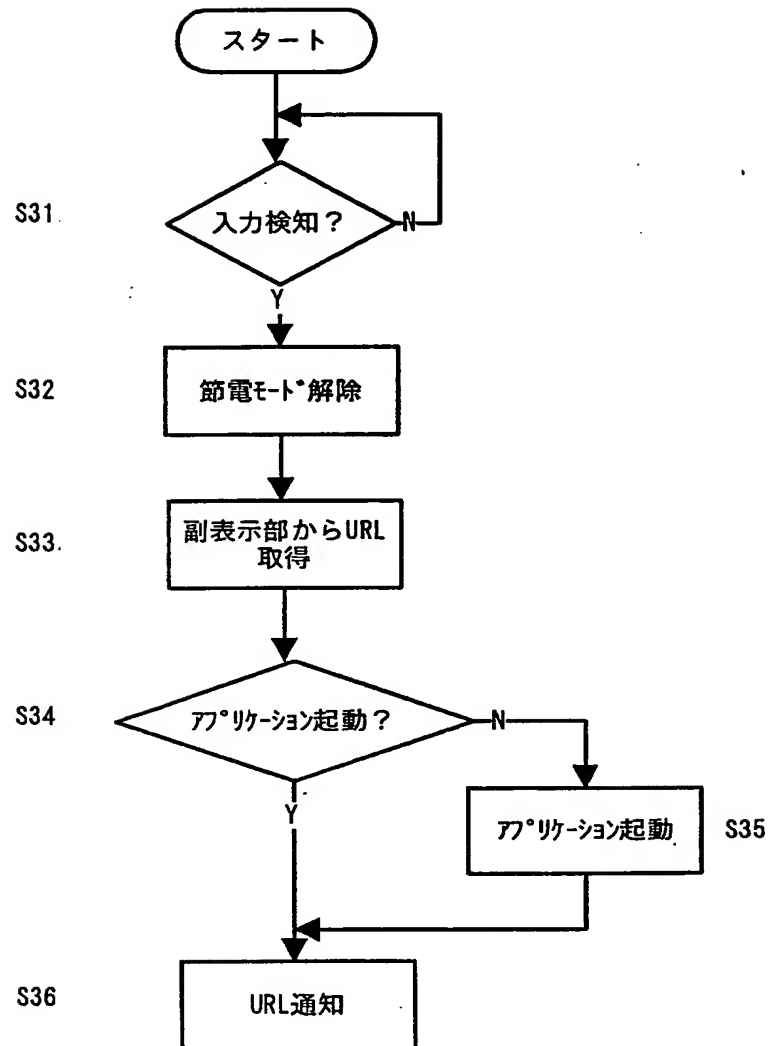 スタート
S31
入力検知？
N
Y
S32
節電ﾓｰﾄﾞ解除
S33
副表示部からURL
取得
S34
ｱﾌﾟﾘｹｰｼｮﾝ起動？
N
Y
ｱﾌﾟﾘｹｰｼｮﾝ起動
S35
S36
URL通知